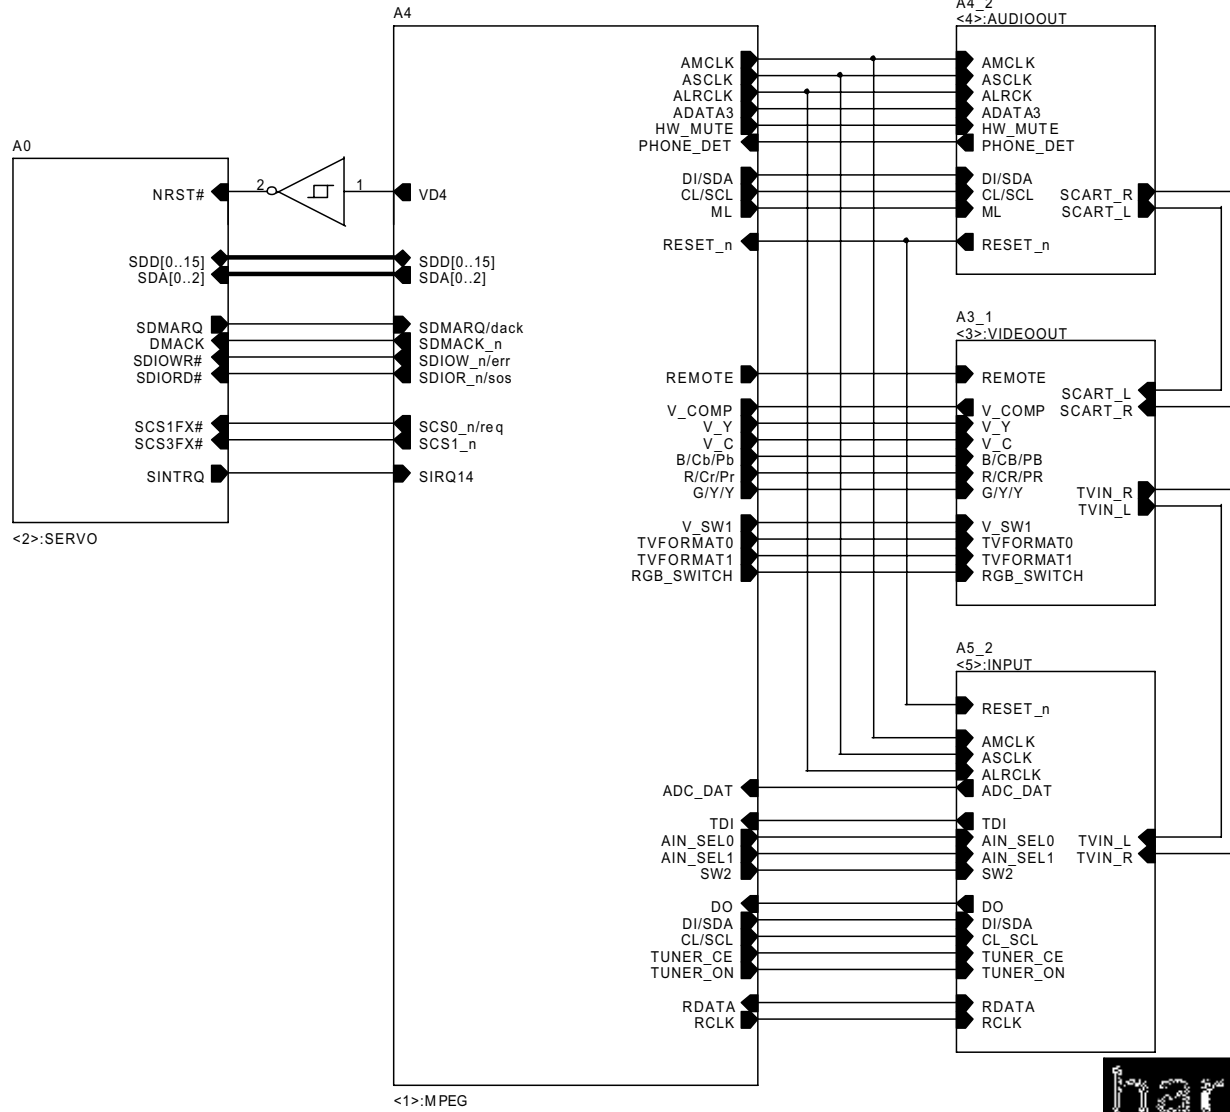 A4
A4_2
<4>:AUDIOOUT
AMCLK
ASCLK
ALRCLK
ADATA3
HW_MUTE
PHONE_DET
AMCLK
ASCLK
ALRCK
ADATA3
HW_MUTE
PHONE_DET
DI/SDA
CL/SCL
ML
DI/SDA
CL/SCL
ML
SCART_R
SCART_L
RESET_n
RESET_n
A0
NRST#
2
1
VD4
SDD[0..15]
SDA[0..2]
SDD[0..15]
SDA[0..2]
SDMARQ
DMACK
SDIOWR#
SDIORD#
SDMARQ/dack
SDMACK_n
SDIOW_n/err
SDIOR_n/sos
SCS1FX#
SCS3FX#
SCS0_n/req
SCS1_n
SINTRQ
SIRQ14
<2>:SERVO
A3_1
<3>:VIDEOOUT
REMOTE
REMOTE
SCART_L
SCART_R
V_COMP
V_Y
V_C
B/Cb/Pb
R/Cr/Pr
G/Y/Y
V_COMP
V_Y
V_C
B/CB/PB
R/CR/PR
G/Y/Y
TVIN_R
TVIN_L
V_SW1
TVFORMAT0
TVFORMAT1
RGB_SWITCH
V_SW1
TVFORMAT0
TVFORMAT1
RGB_SWITCH
A5_2
<5>:INPUT
RESET_n
AMCLK
ASCLK
ALRCLK
ADC_DAT
ADC_DAT
TDI
AIN_SEL0
AIN_SEL1
SW2
TDI
AIN_SEL0
AIN_SEL1
SW2
TVIN_L
TVIN_R
DO
DI/SDA
CL/SCL
TUNER_CE
TUNER_ON
DO
DI/SDA
CL_SCL
TUNER_CE
TUNER_ON
RDATA
RCLK
RDATA
RCLK
<1>:MPEG
har